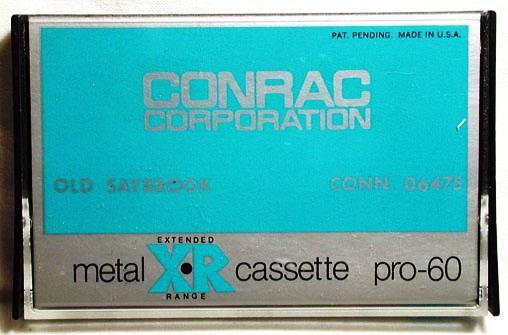 PAT. PENDING. MADE IN U.S.A.
CONRAC
CORPORATION
OLD SAYBROOK CONN. 06475
EXTENDED
metal XR cassette pro-60
RANGE